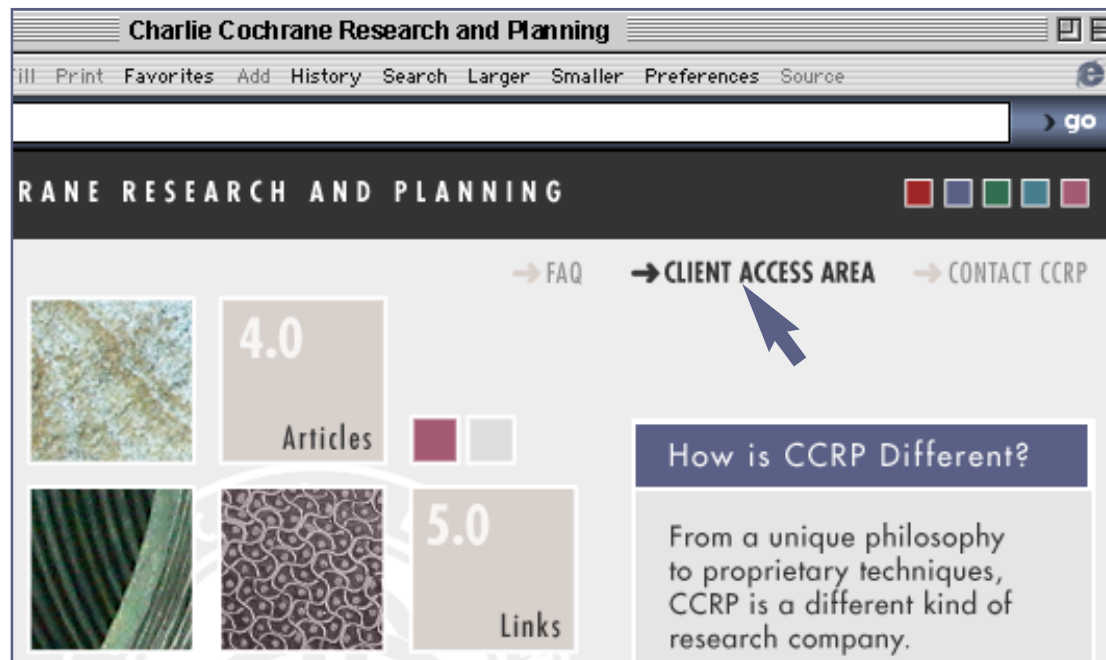 Charlie Cochrane Research and Planning
ill Print Favorites Add History Search Larger Smaller Preferences Source
go
RANE RESEARCH AND PLANNING
FAQ CLIENT ACCESS AREA CONTACT CCRP
4.0
Articles
How is CCRP Different?
5.0
Links
From a unique philosophy
to proprietary techniques,
CCRP is a different kind of
research company.